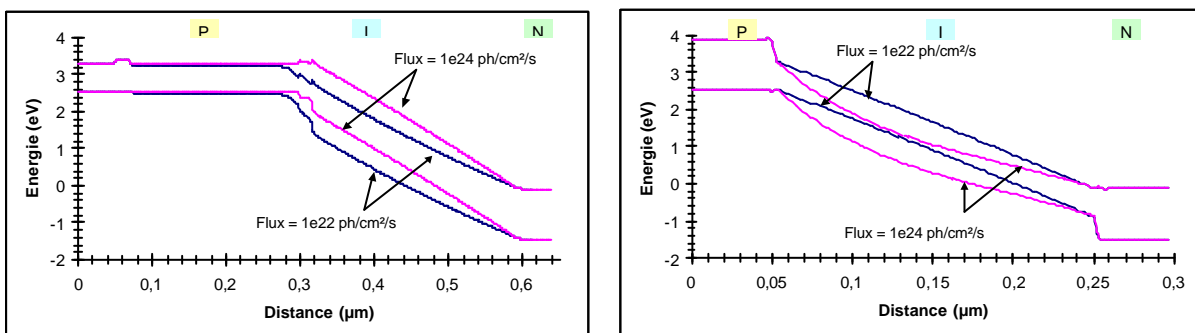 P I N
4
3
2
1
0
-1
-2
Energie (eV)
Flux = 1e24 ph/cm²/s
Flux = 1e22 ph/cm²/s
0 0,1 0,2 0,3 0,4 0,5 0,6
Distance (µm)
P I N
4
3
2
1
0
-1
-2
Energie (eV)
Flux = 1e22 ph/cm²/s
Flux = 1e24 ph/cm²/s
0 0,05 0,1 0,15 0,2 0,25 0,3
Distance (µm)